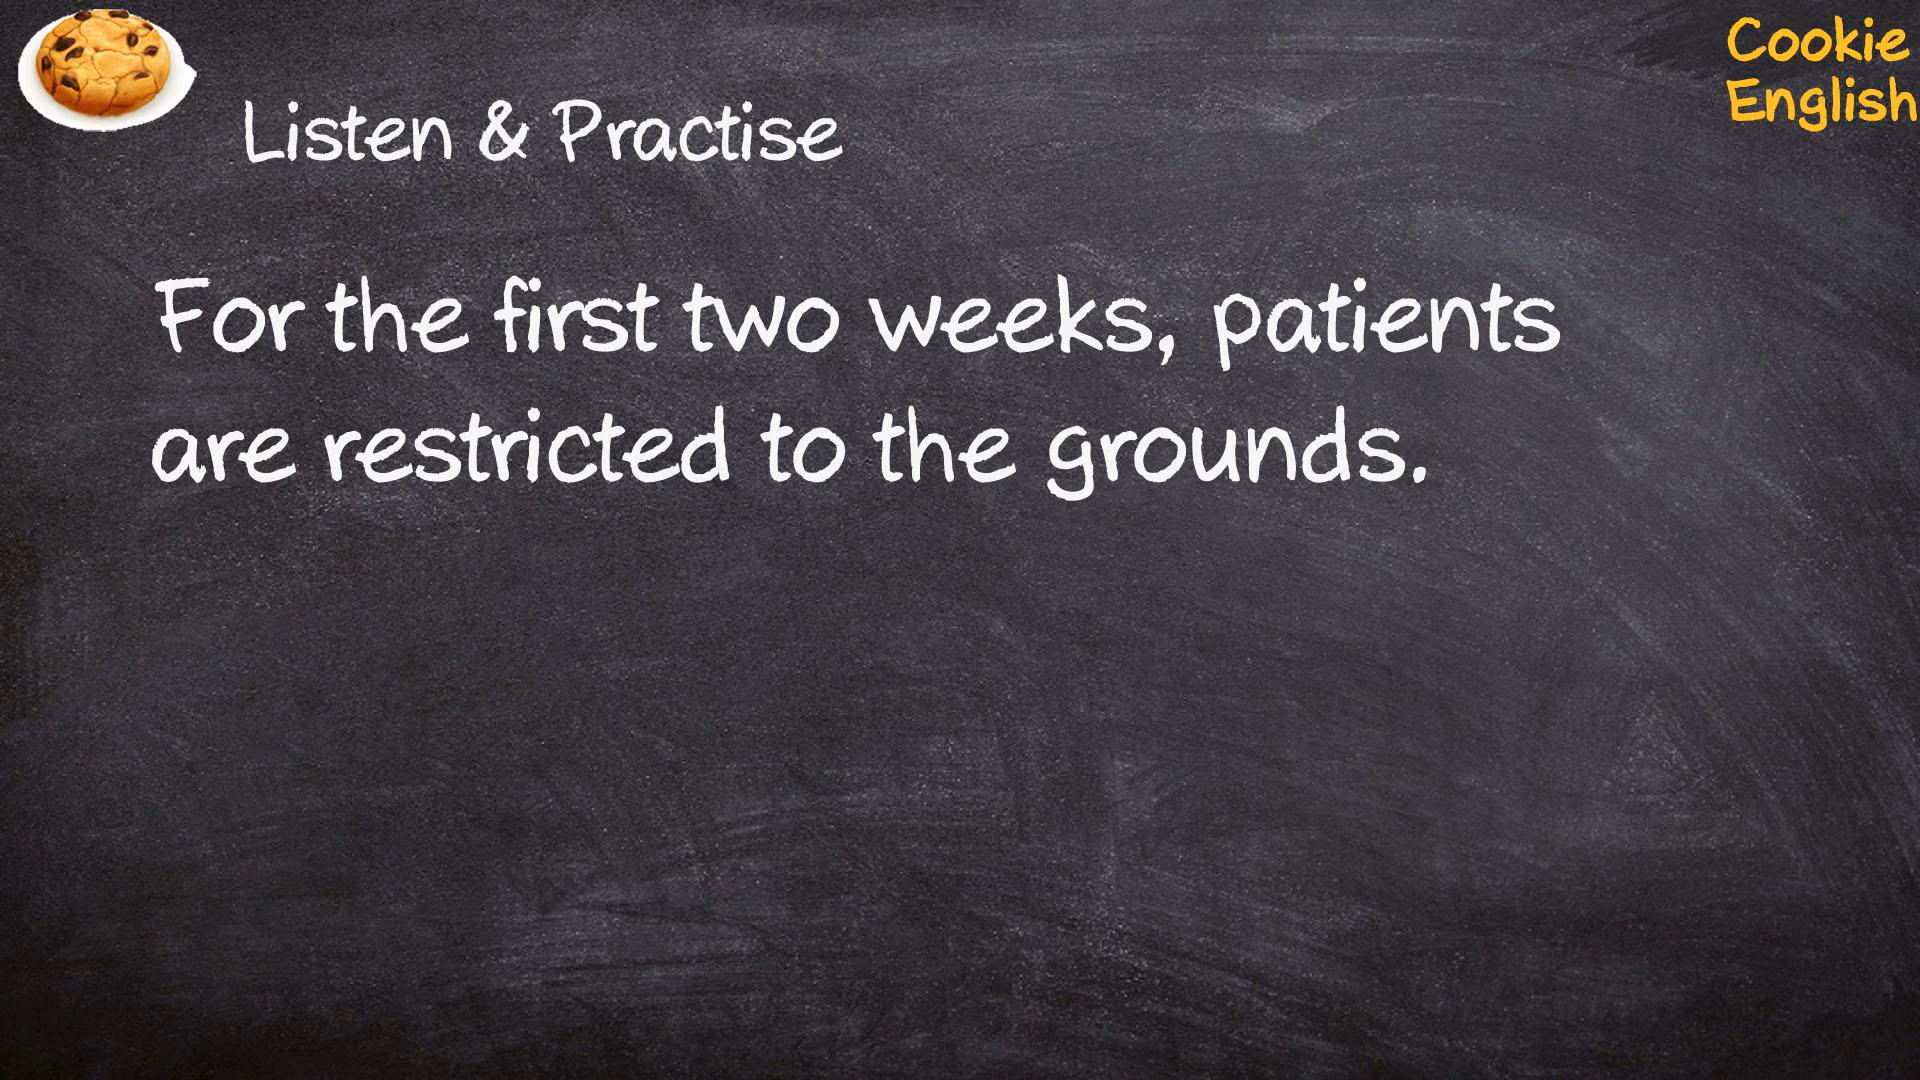 Cookie
English
Listen & Practise
For the first two weeks, patients
are restricted to the grounds.